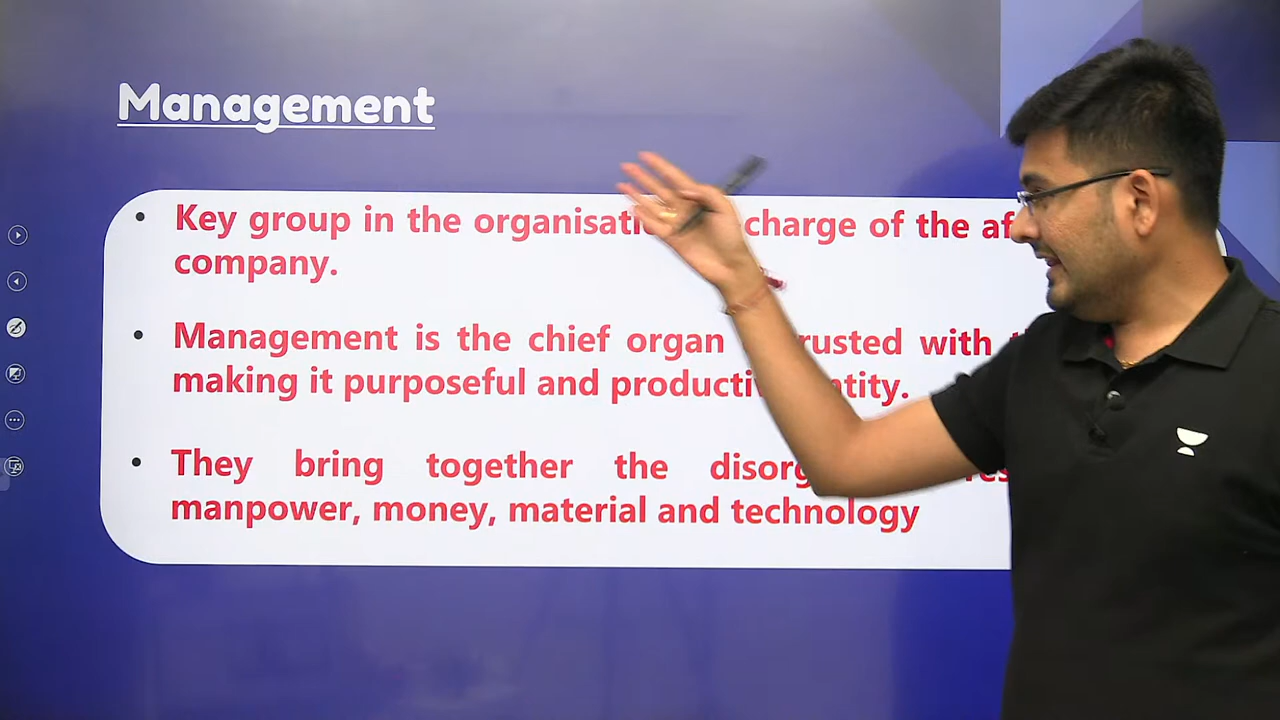 Management
• Key group in the organisati charge of the af
company.
• Management is the chief organ rusted with
making it purposeful and producti tity.
• They bring together the disorg res
manpower, money, material and technology